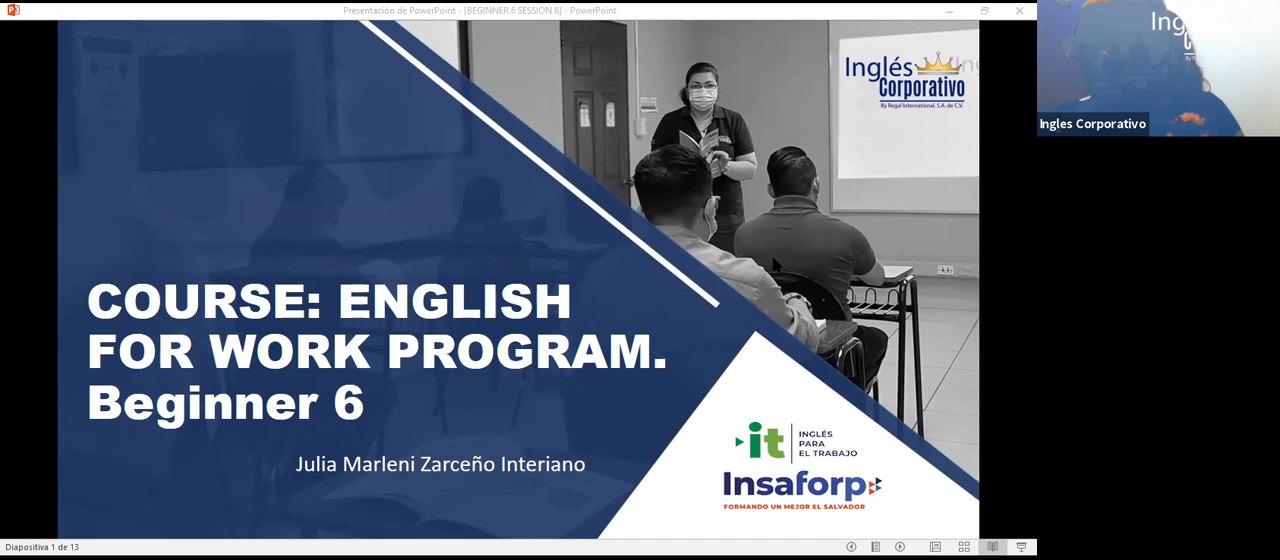 Presentación de PowerPoint - [BEGINNER 6 SESSION 8] - PowerPoint
Inglés
Corporativo
By Regal International, S.A. de C.V.
Ing
Ingles Corporativo
COURSE: ENGLISH
FOR WORK PROGRAM.
Beginner 6
Julia Marleni Zarceño Interiano
it
INGLÉS
PARA
EL TRABAJO
Insaforp
FORMANDO UN MEJOR EL SALVADOR
Diapositiva 1 de 13